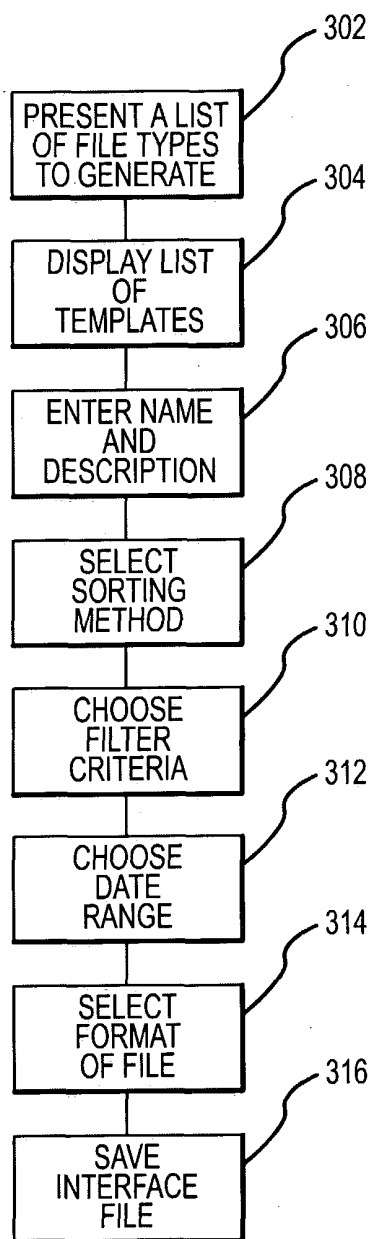 302
PRESENT A LIST
OF FILE TYPES
TO GENERATE
304
DISPLAY LIST
OF
TEMPLATES
306
ENTER NAME
AND
DESCRIPTION
308
SELECT
SORTING
METHOD
310
CHOOSE
FILTER
CRITERIA
312
CHOOSE
DATE
RANGE
314
SELECT
FORMAT
OF FILE
316
SAVE
INTERFACE
FILE